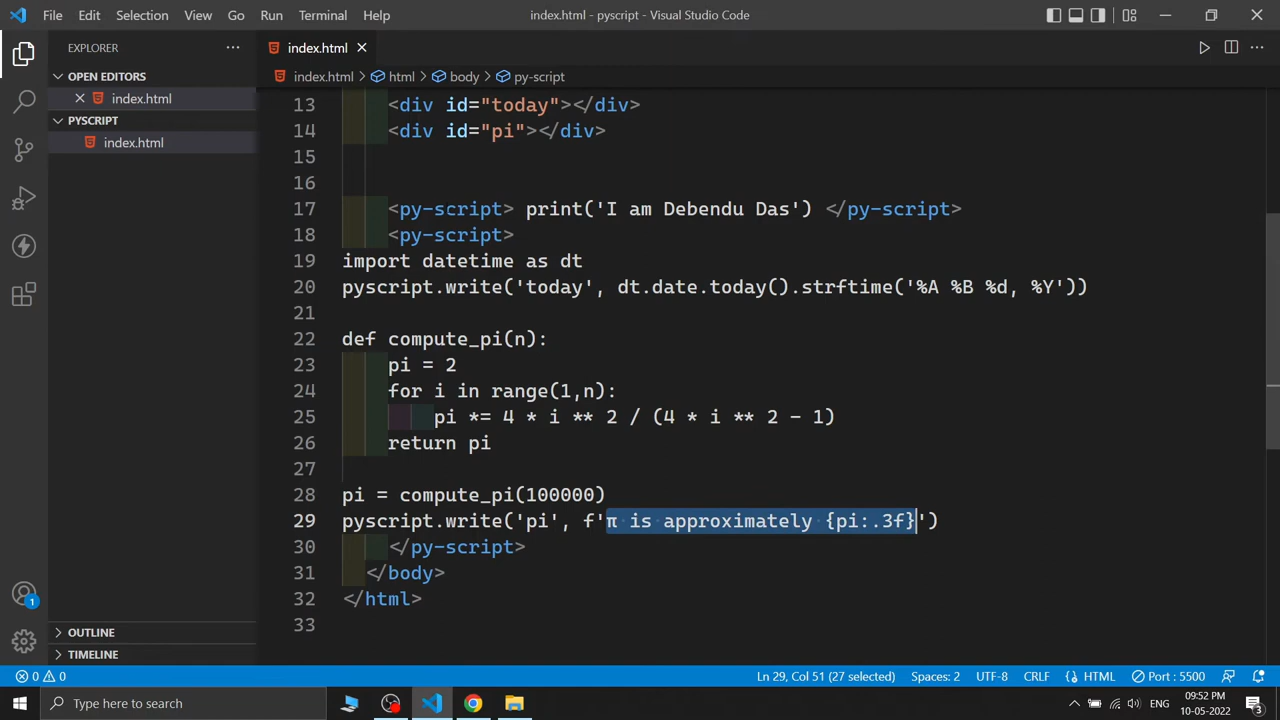 File Edit Selection View Go Run Terminal Help index.html - pyscript - Visual Studio Code
EXPLORER
OPEN EDITORS
index.html
PYSCRIPT
index.html
OUTLINE
TIMELINE
index.html
index.html > html > body > py-script
13 <div id="today"></div>
14 <div id="pi"></div>
15
16
17 <py-script> print('I am Debendu Das') </py-script>
18 <py-script>
19 import datetime as dt
20 pyscript.write('today', dt.date.today().strftime('%A %B %d, %Y'))
21
22 def compute_pi(n):
23 pi = 2
24 for i in range(1,n):
25 pi *= 4 * i ** 2 / (4 * i ** 2 - 1)
26 return pi
27
28 pi = compute_pi(100000)
29 pyscript.write('pi', f'π is approximately {pi:.3f}')
30 </py-script>
31 </body>
32 </html>
33
1
0 0 Ln 29, Col 51 (27 selected) Spaces: 2 UTF-8 CRLF HTML Port : 5500
Type here to search ENG 09:52 PM
10-05-2022
3